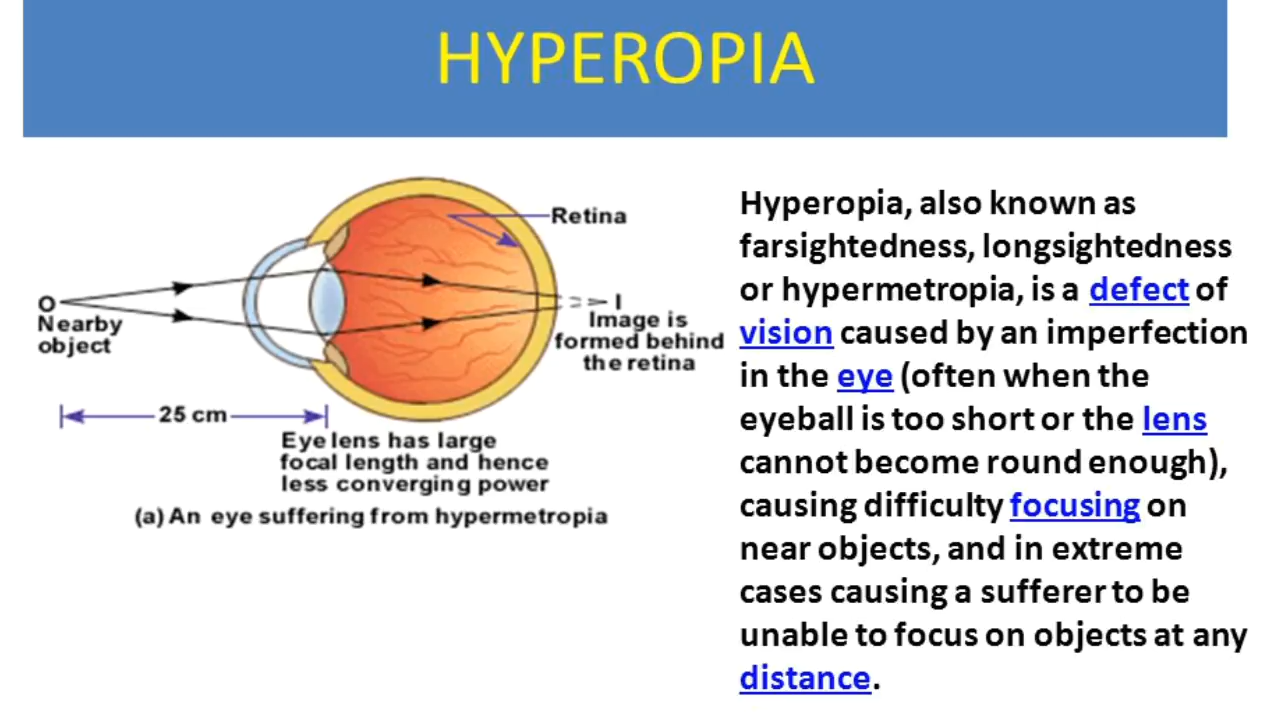 HYPEROPIA
Retina
O
Nearby
object
I
Image is
formed behind
the retina
25 cm
Eye lens has large
focal length and hence
less converging power
(a) An eye suffering from hypermetropia
Hyperopia, also known as
farsightedness, longsightedness
or hypermetropia, is a defect of
vision caused by an imperfection
in the eye (often when the
eyeball is too short or the lens
cannot become round enough),
causing difficulty focusing on
near objects, and in extreme
cases causing a sufferer to be
unable to focus on objects at any
distance.